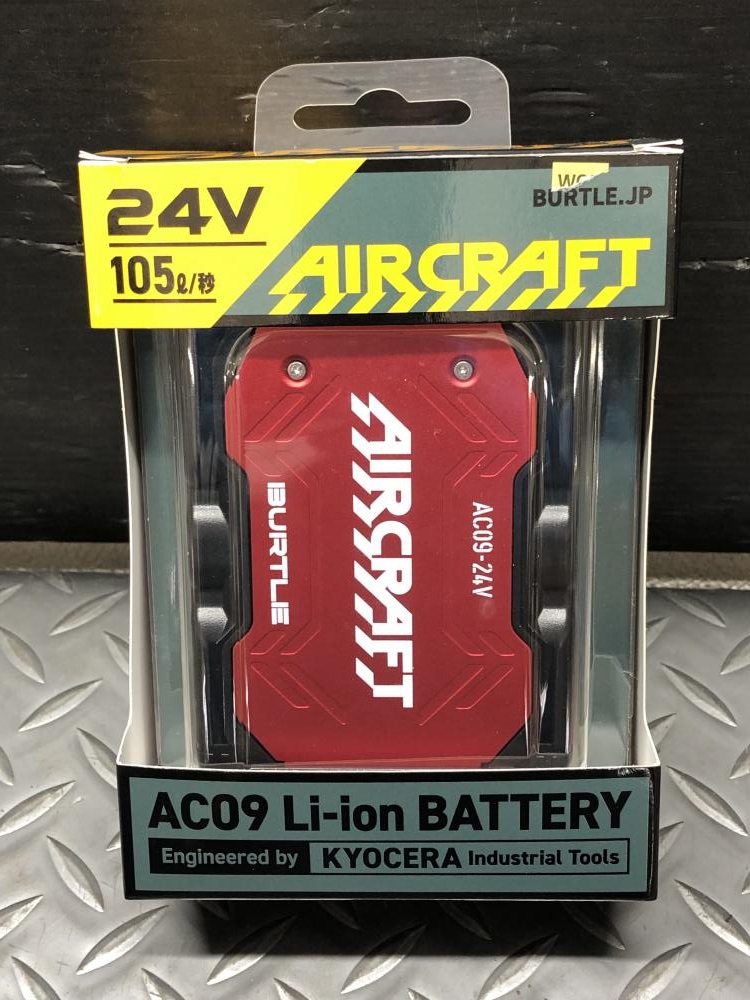 24V
105ℓ/秒
BURTLE.JP
AIRCRAFT
AIRCRAFT
BURTLE
AC09-24V
AC09 Li-ion BATTERY
Engineered by KYOCERA Industrial Tools